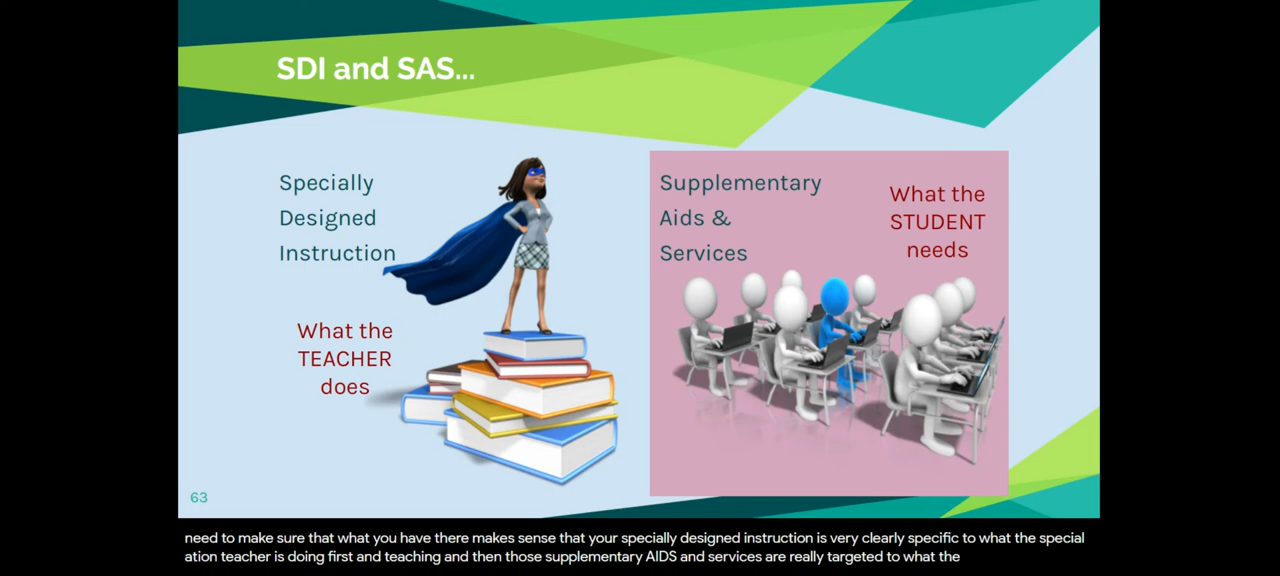 SDI and SAS...
Specially
Designed
Instruction
What the
TEACHER
does
Supplementary
Aids &
Services
What the
STUDENT
needs
63
need to make sure that what you have there makes sense that your specially designed instruction is very clearly specific to what the special
ation teacher is doing first and teaching and then those supplementary AIDS and services are really targeted to what the